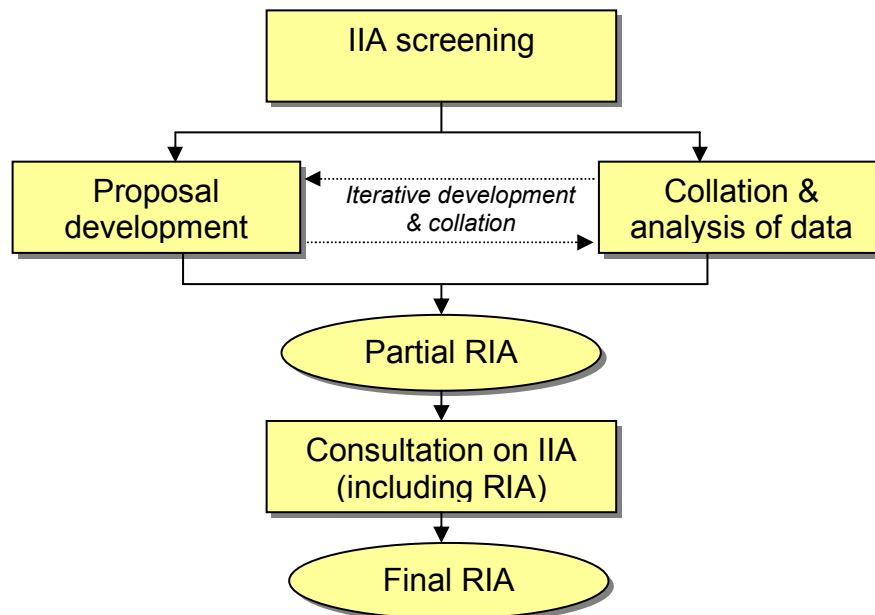 IIA screening
Proposal
development
Iterative development
& collation
Collation &
analysis of data
Partial RIA
Consultation on IIA
(including RIA)
Final RIA